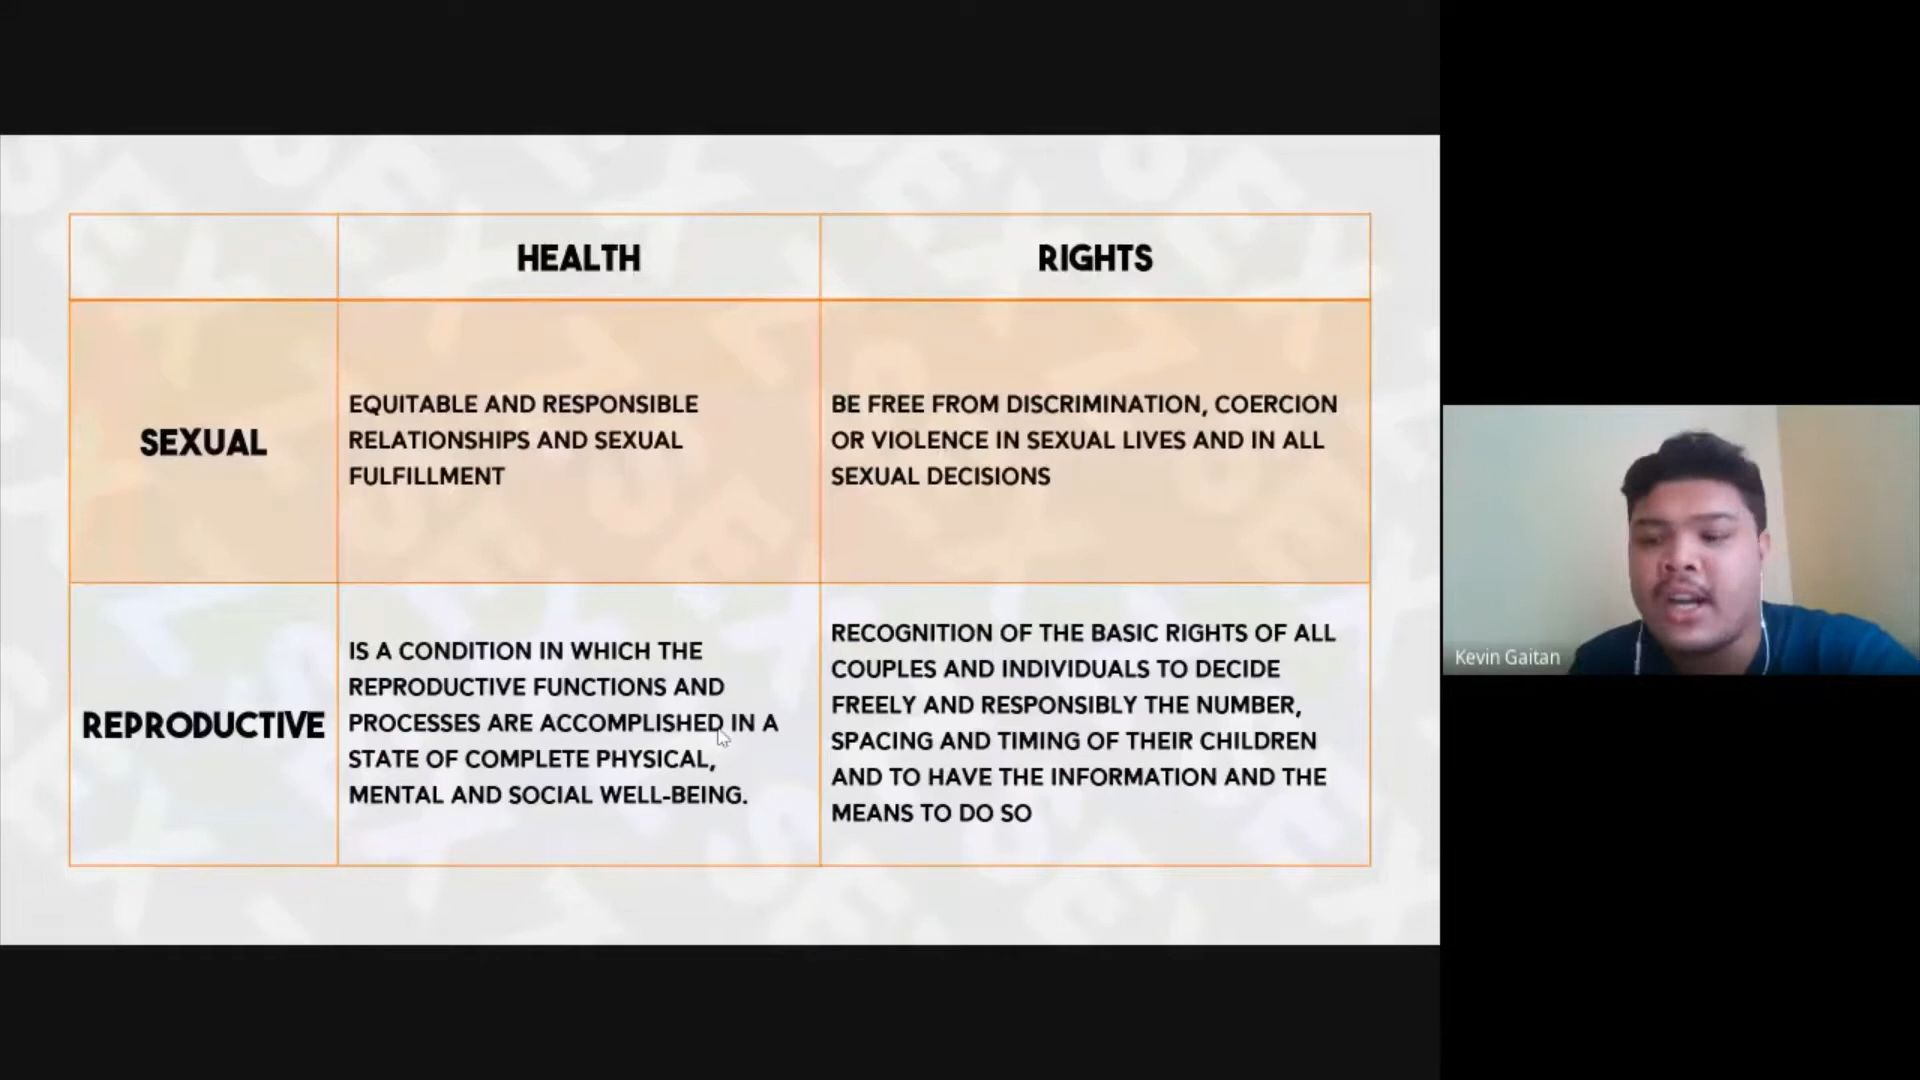 HEALTH
RIGHTS
SEXUAL
EQUITABLE AND RESPONSIBLE
RELATIONSHIPS AND SEXUAL
FULFILLMENT
BE FREE FROM DISCRIMINATION, COERCION
OR VIOLENCE IN SEXUAL LIVES AND IN ALL
SEXUAL DECISIONS
REPRODUCTIVE
IS A CONDITION IN WHICH THE
REPRODUCTIVE FUNCTIONS AND
PROCESSES ARE ACCOMPLISHED IN A
STATE OF COMPLETE PHYSICAL,
MENTAL AND SOCIAL WELL-BEING.
RECOGNITION OF THE BASIC RIGHTS OF ALL
COUPLES AND INDIVIDUALS TO DECIDE
FREELY AND RESPONSIBLY THE NUMBER,
SPACING AND TIMING OF THEIR CHILDREN
AND TO HAVE THE INFORMATION AND THE
MEANS TO DO SO
Kevin Gaitan